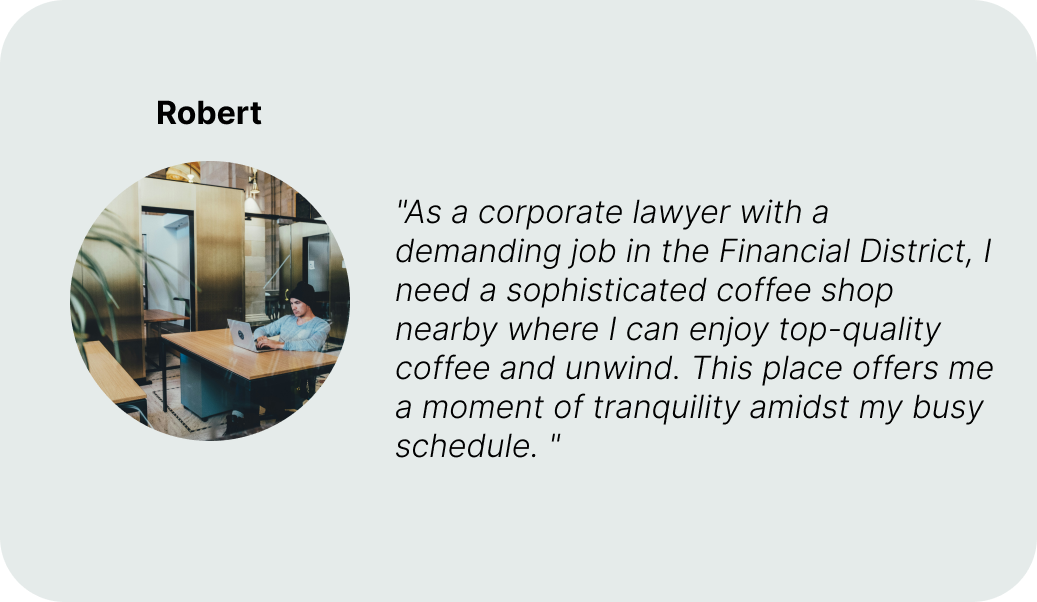 Robert
"As a corporate lawyer with a
demanding job in the Financial District, I
need a sophisticated coffee shop
nearby where I can enjoy top-quality
coffee and unwind. This place offers me
a moment of tranquility amidst my busy
schedule. "